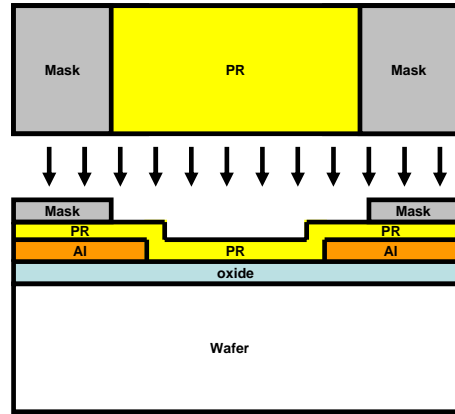 Mask PR Mask
Mask Mask
PR PR
Al PR Al
oxide
Wafer